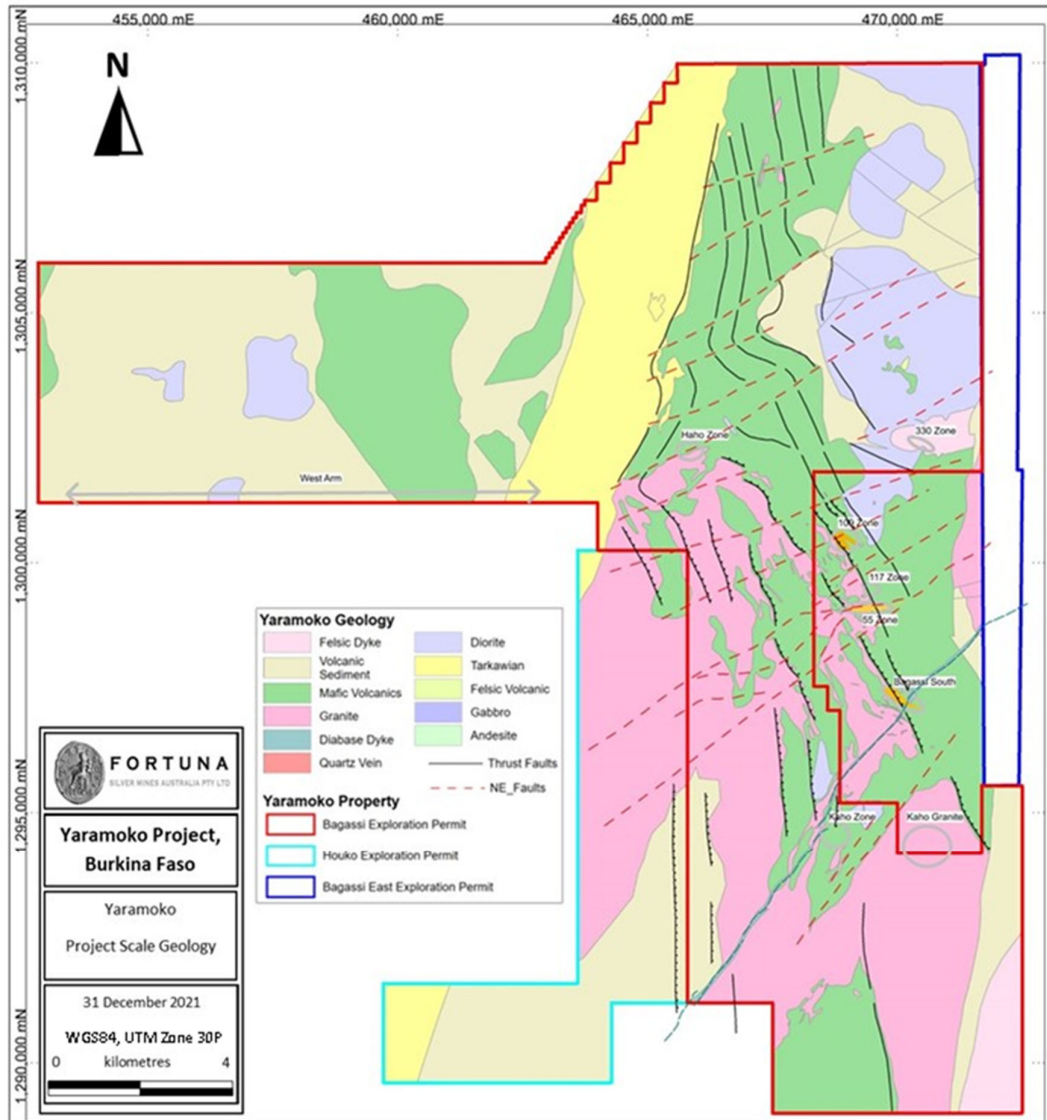 455,000 mE
460,000 mE
465,000 mE
470,000 mE
1,310,000 mN
1,305,000 mN
1,300,000 mN
1,295,000 mN
1,290,000 mN
N
West Arm
Haho Zone
330 Zone
109 Zone
117 Zone
55 Zone
Bagassi South
Kaho Zone
Kaho Granite
Yaramoko Geology
Felsic Dyke
Volcanic
Sediment
Mafic Volcanics
Granite
Diabase Dyke
Quartz Vein
Diorite
Tarkawian
Felsic Volcanic
Gabbro
Andesite
Thrust Faults
NE_Faults
Yaramoko Property
Bagassi Exploration Permit
Houko Exploration Permit
Bagassi East Exploration Permit
FORTUNA
SILVER MINES AUSTRALIA PTY LTD
Yaramoko Project,
Burkina Faso
Yaramoko
Project Scale Geology
31 December 2021
WGS84, UTM Zone 30P
0 kilometres 4